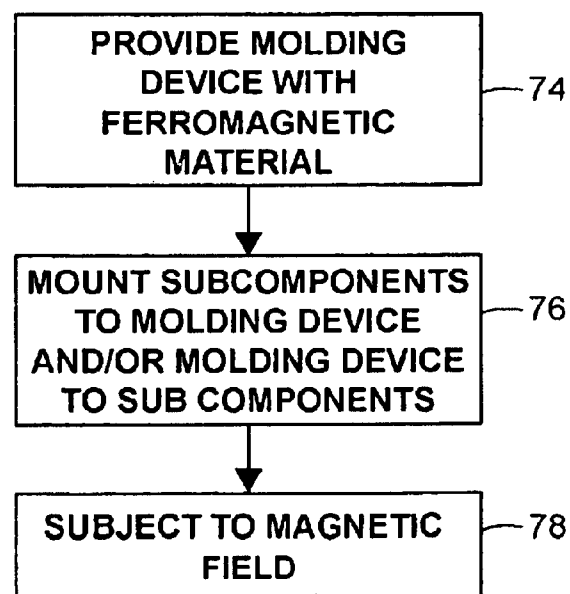 PROVIDE MOLDING
DEVICE WITH
FERROMAGNETIC
MATERIAL
74
MOUNT SUBCOMPONENTS
TO MOLDING DEVICE
AND/OR MOLDING DEVICE
TO SUB COMPONENTS
76
SUBJECT TO MAGNETIC
FIELD
78